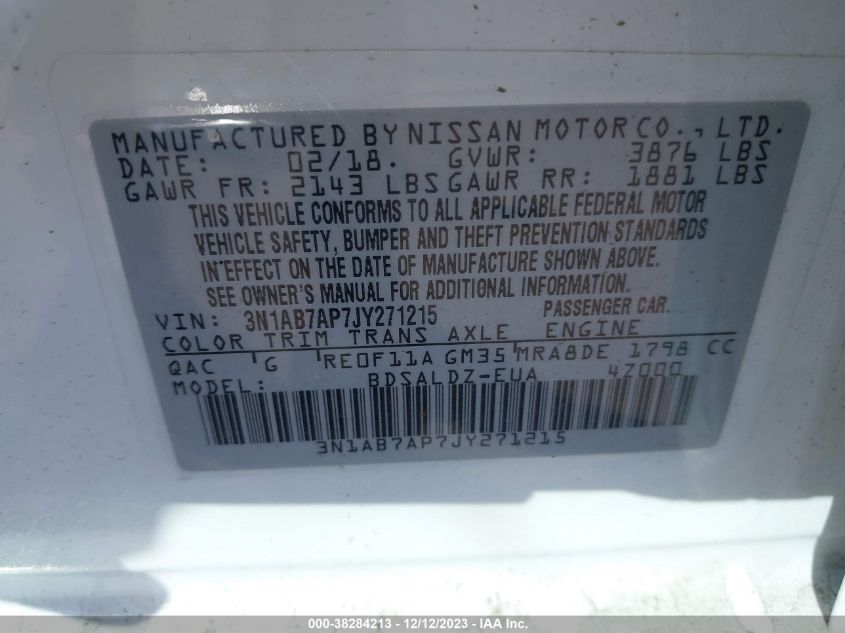 MANUFACTURED BY NISSAN MOTOR CO., LTD.
DATE: 02/18. GVWR: 3876 LBS
GAWR FR: 2143 LBS GAWR RR: 1881 LBS
THIS VEHICLE CONFORMS TO ALL APPLICABLE FEDERAL MOTOR
VEHICLE SAFETY, BUMPER AND THEFT PREVENTION STANDARDS
IN EFFECT ON THE DATE OF MANUFACTURE SHOWN ABOVE.
SEE OWNER'S MANUAL FOR ADDITIONAL INFORMATION.
VIN: 3N1AB7AP7JY271215 PASSENGER CAR.
COLOR TRIM TRANS AXLE ENGINE
QAC G RE0F11A GM35 MRA8DE 1798 CC
MODEL: BDSALDZ-EUA 4Z000
3N1AB7AP7JY271215
000-38284213 - 12/12/2023 - IAA Inc.